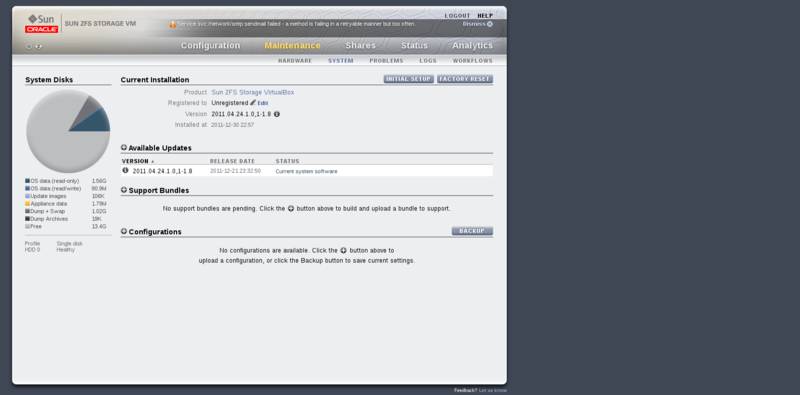 LOGOUT HELP
Sun
ORACLE
SUN ZFS STORAGE VM
Service svc:/network/smtp:sendmail failed - a method is failing in a retryable manner but too often.
Dismiss
Configuration Maintenance Shares Status Analytics
HARDWARE SYSTEM PROBLEMS LOGS WORKFLOWS
System Disks
OS data (read-only) 1.56G
OS data (read/write) 90.9M
Update images 106K
Appliance data 1.79M
Dump + Swap 1.02G
Dump Archives 19K
Free 13.4G
Profile Single disk
HDD 0 Healthy
Current Installation
INITIAL SETUP FACTORY RESET
Product Sun ZFS Storage VirtualBox
Registered to Unregistered Edit
Version 2011.04.24.1.0,1-1.8
Installed at 2011-12-30 22:57
Available Updates
VERSION RELEASE DATE STATUS
2011.04.24.1.0,1-1.8 2011-12-21 23:32:50 Current system software
Support Bundles
No support bundles are pending. Click the button above to build and upload a bundle to support.
Configurations
BACKUP
No configurations are available. Click the button above to
upload a configuration, or click the Backup button to save current settings.
Feedback? Let us know